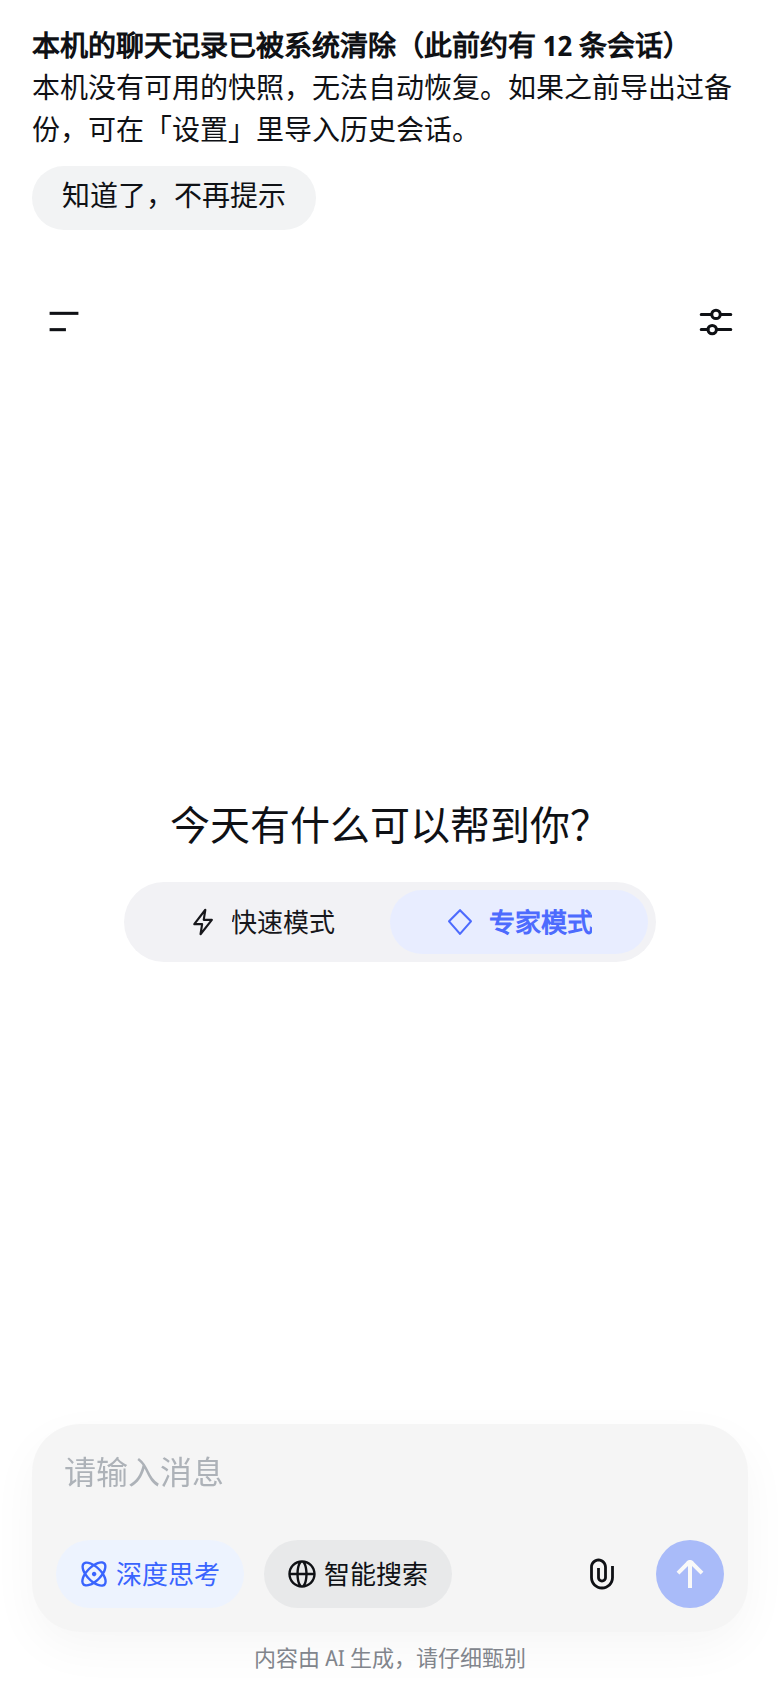 本机的聊天记录已被系统清除（此前约有 12 条会话）
本机没有可用的快照，无法自动恢复。如果之前导出过备
份，可在「设置」里导入历史会话。
知道了，不再提示
今天有什么可以帮到你？
快速模式
专家模式
请输入消息
深度思考
智能搜索
内容由 AI 生成，请仔细甄别